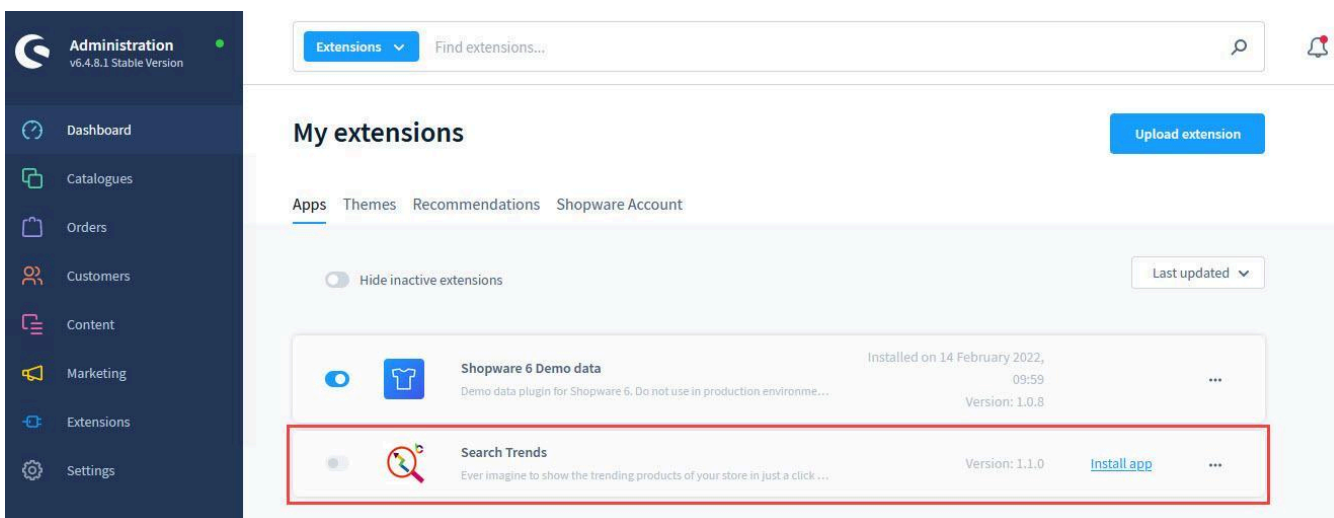 Administration
v6.4.8.1 Stable Version
Extensions
Find extensions...
Dashboard
Catalogues
Orders
Customers
Content
Marketing
Extensions
Settings
My extensions
Upload extension
Apps Themes Recommendations Shopware Account
Hide inactive extensions
Last updated
Shopware 6 Demo data
Demo data plugin for Shopware 6. Do not use in production environme...
Installed on 14 February 2022,
09:59
Version: 1.0.8
Search Trends
Ever imagine to show the trending products of your store in just a click ...
Version: 1.1.0
Install app